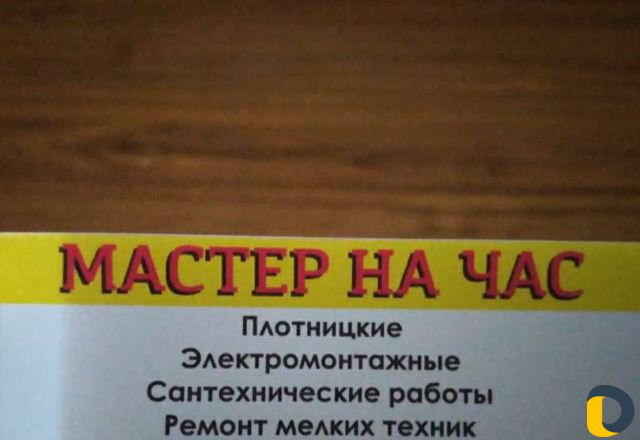 МАСТЕР НА ЧАС
Плотницкие
Электромонтажные
Сантехнические работы
Ремонт мелких техник